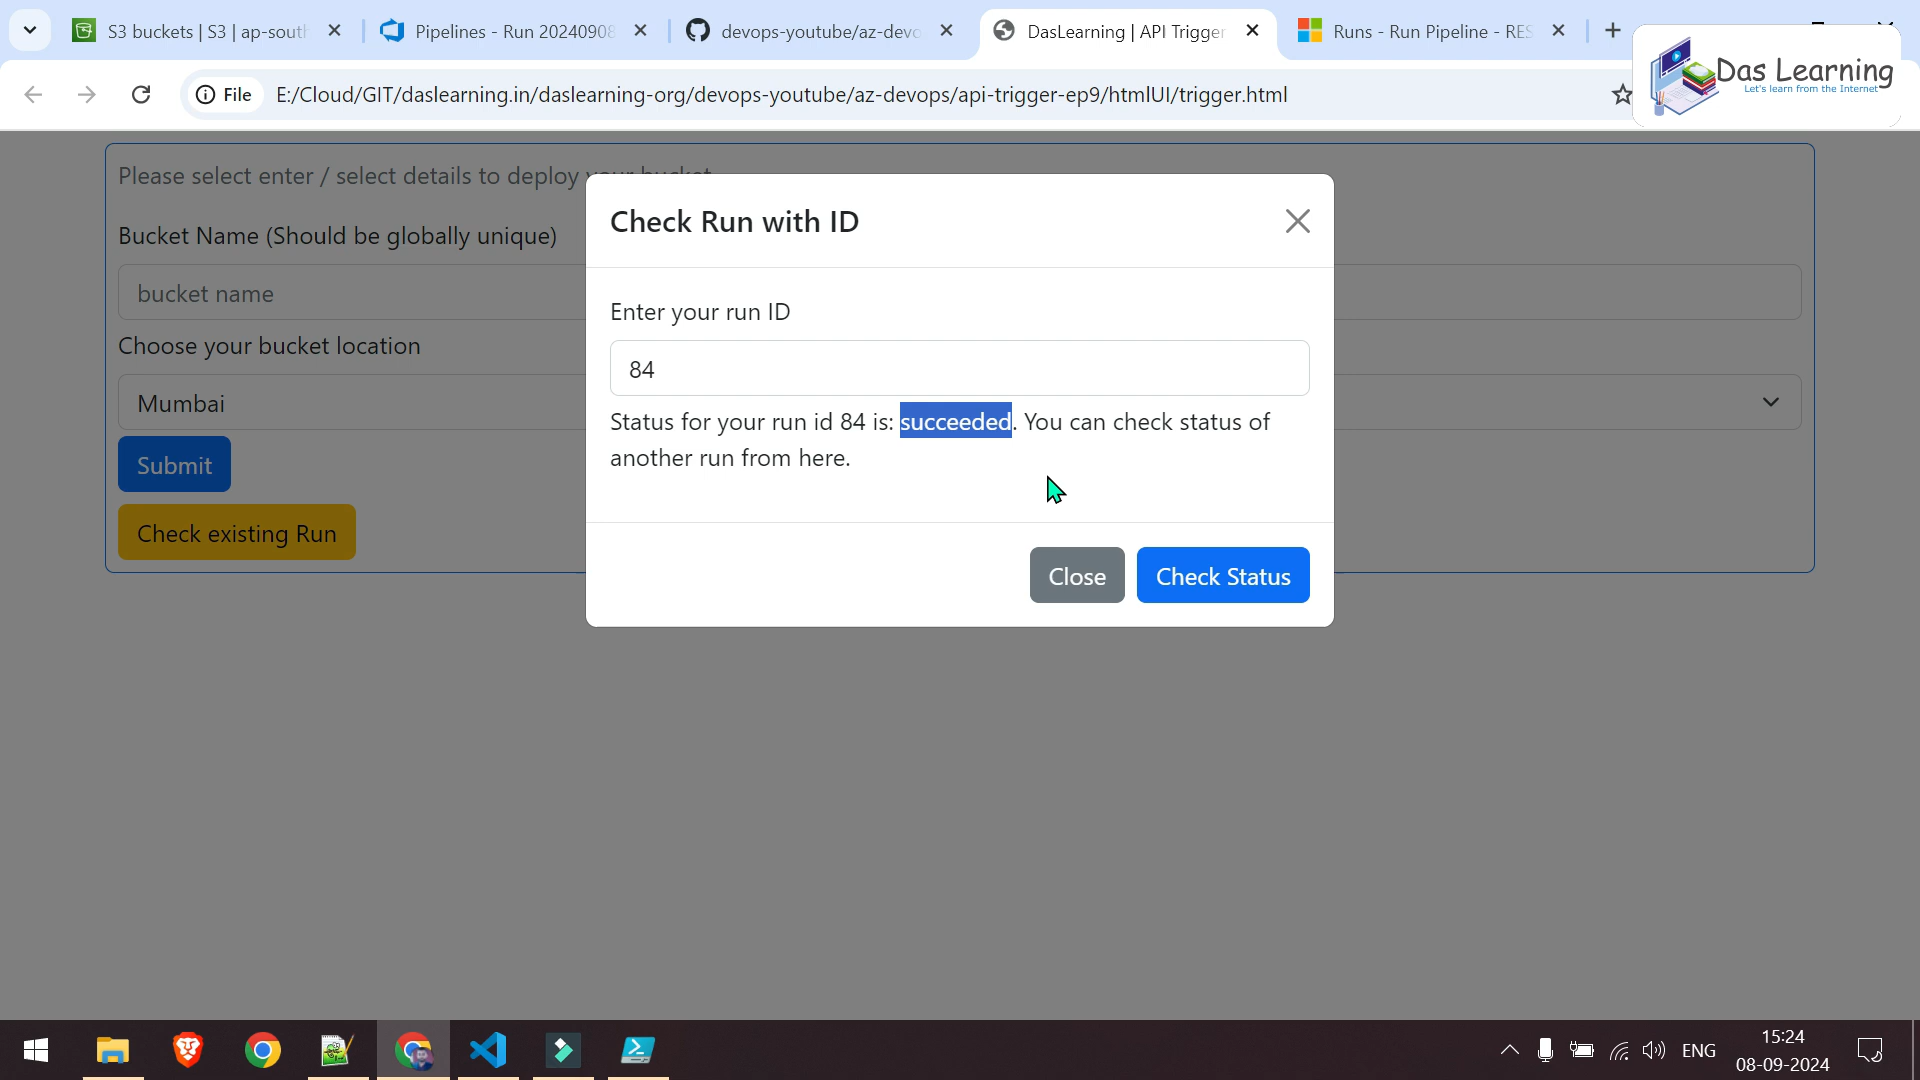 S3 buckets | S3 | ap-south
Pipelines - Run 20240908
devops-youtube/az-devo
DasLearning | API Trigger
Runs - Run Pipeline - RES
File
E:/Cloud/GIT/daslearning.in/daslearning-org/devops-youtube/az-devops/api-trigger-ep9/htmlUI/trigger.html
Das Learning
Let's learn from the Internet
Please select enter / select details to deploy your bucket
Bucket Name (Should be globally unique)
bucket name
Choose your bucket location
Mumbai
Submit
Check existing Run
Check Run with ID
Enter your run ID
84
Status for your run id 84 is: succeeded. You can check status of
another run from here.
Close
Check Status
ENG
15:24
08-09-2024